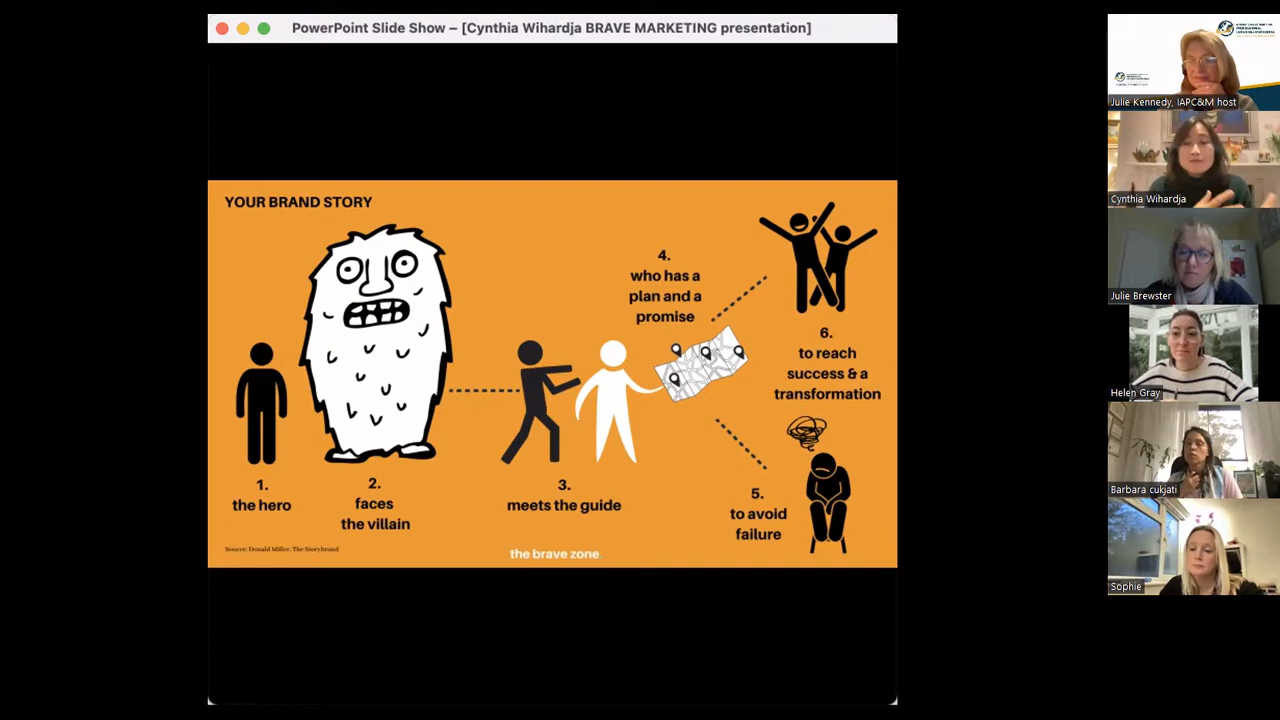 PowerPoint Slide Show – [Cynthia Wihardja BRAVE MARKETING presentation]
YOUR BRAND STORY
1.
the hero
2.
faces
the villain
3.
meets the guide
4.
who has a
plan and a
promise
5.
to avoid
failure
6.
to reach
success & a
transformation
Source: Donald Miller, The Storybrand
the brave zone
Julie Kennedy, IAPC&M host
Cynthia Wihardja
Julie Brewster
Helen Gray
Barbara cukjati
Sophie